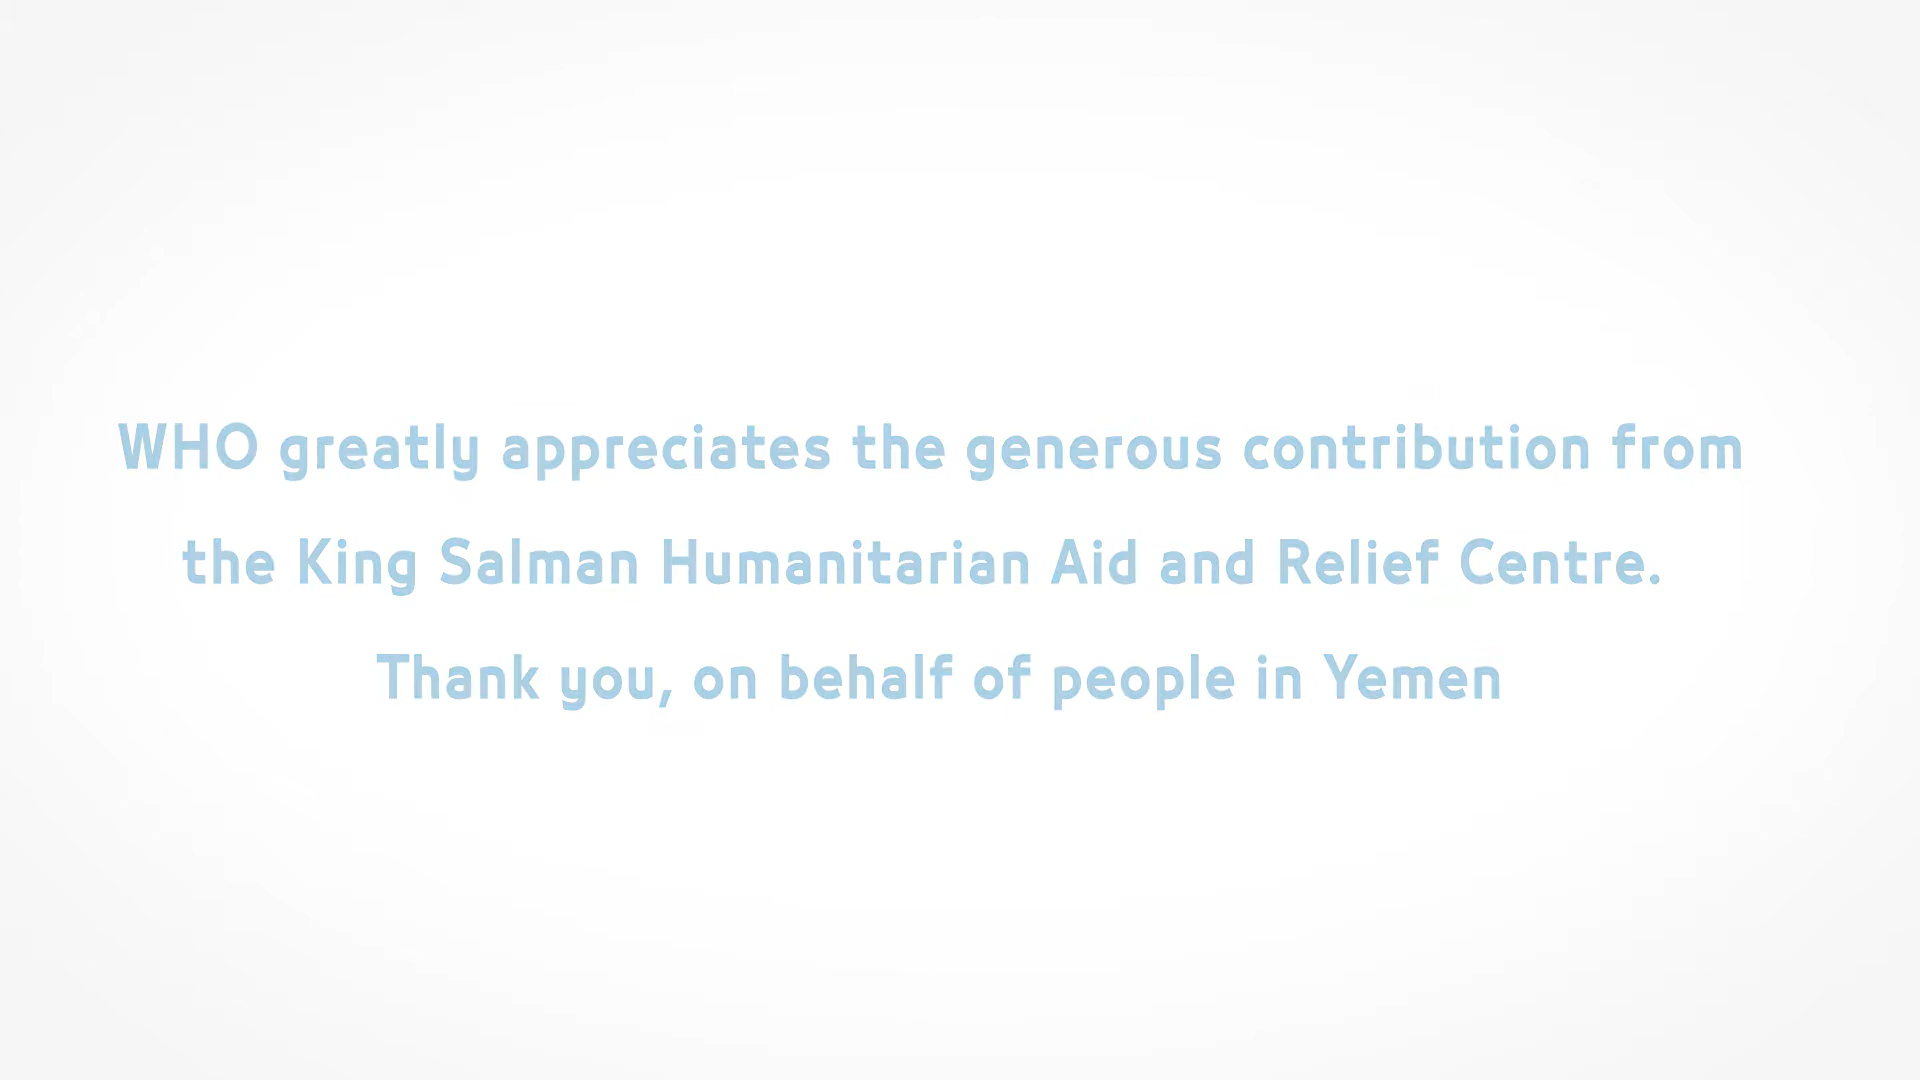 WHO greatly appreciates the generous contribution from
the King Salman Humanitarian Aid and Relief Centre.
Thank you, on behalf of people in Yemen